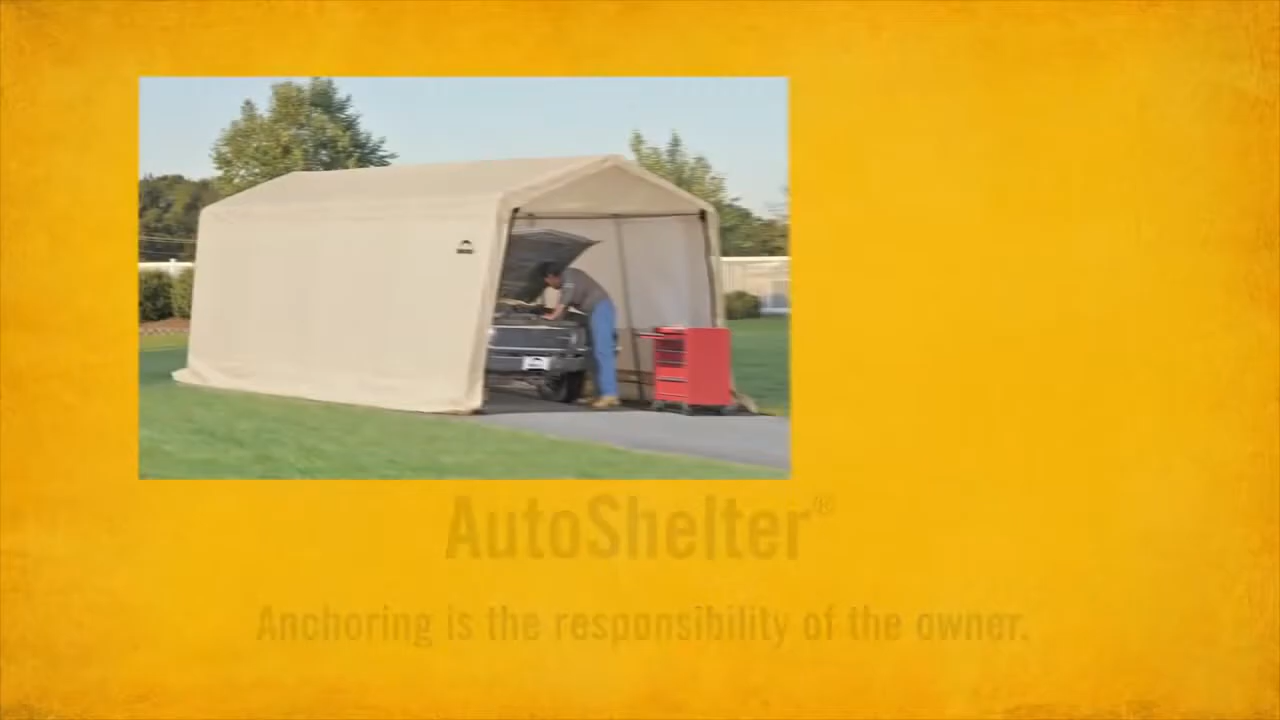 AutoShelter®
Anchoring is the responsibility of the owner.